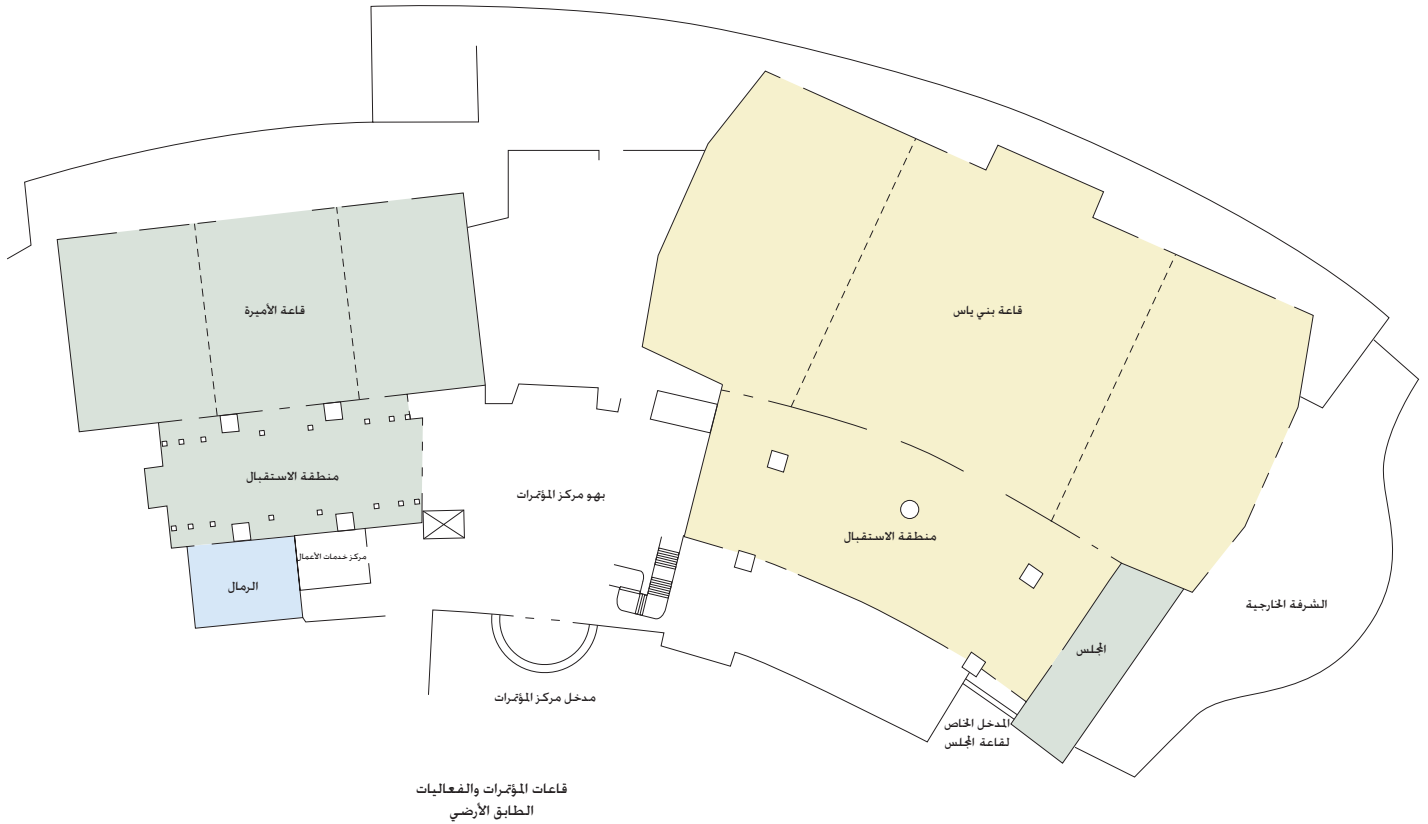 قاعة الأميرة
قاعة بني ياس
منطقة الاستقبال
بهو مركز المؤتمرات
منطقة الاستقبال
مركز خدمات الأعمال
الرمال
الشرفة الخارجية
المجلس
مدخل مركز المؤتمرات
المدخل الخاص
لقاعة المجلس
قاعات المؤتمرات والفعاليات
الطابق الأرضي